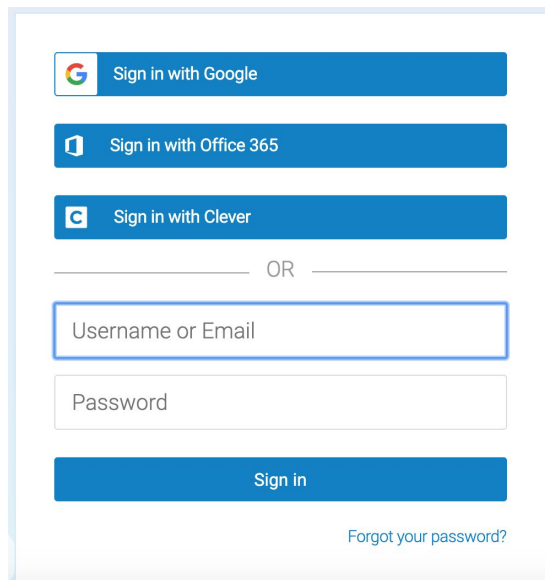 Sign in with Google
Sign in with Office 365
C Sign in with Clever
OR
Username or Email
Password
Sign in
Forgot your password?